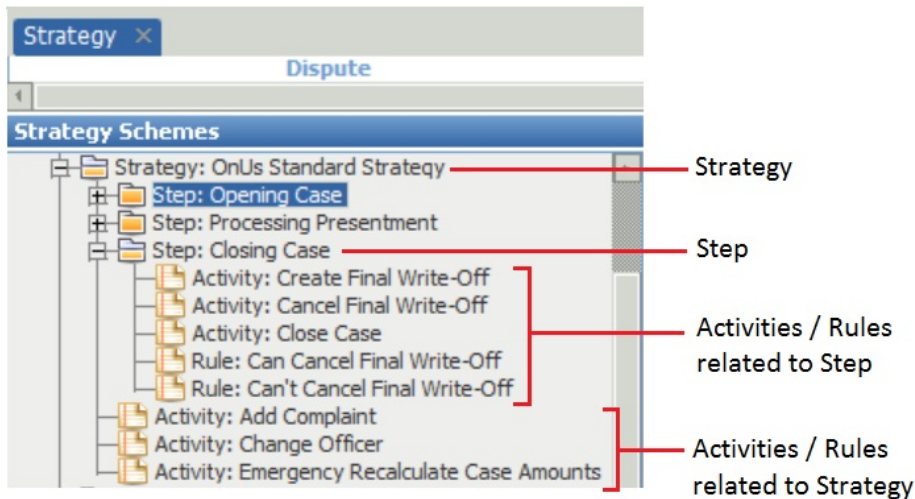 Strategy ×
Dispute
Strategy Schemes
Strategy: OnUs Standard Strategy
Strategy
Step: Opening Case
Step: Processing Presentment
Step: Closing Case
Step
Activity: Create Final Write-Off
Activity: Cancel Final Write-Off
Activity: Close Case
Rule: Can Cancel Final Write-Off
Rule: Can't Cancel Final Write-Off
Activities / Rules
related to Step
Activity: Add Complaint
Activity: Change Officer
Activity: Emergency Recalculate Case Amounts
Activities / Rules
related to Strategy